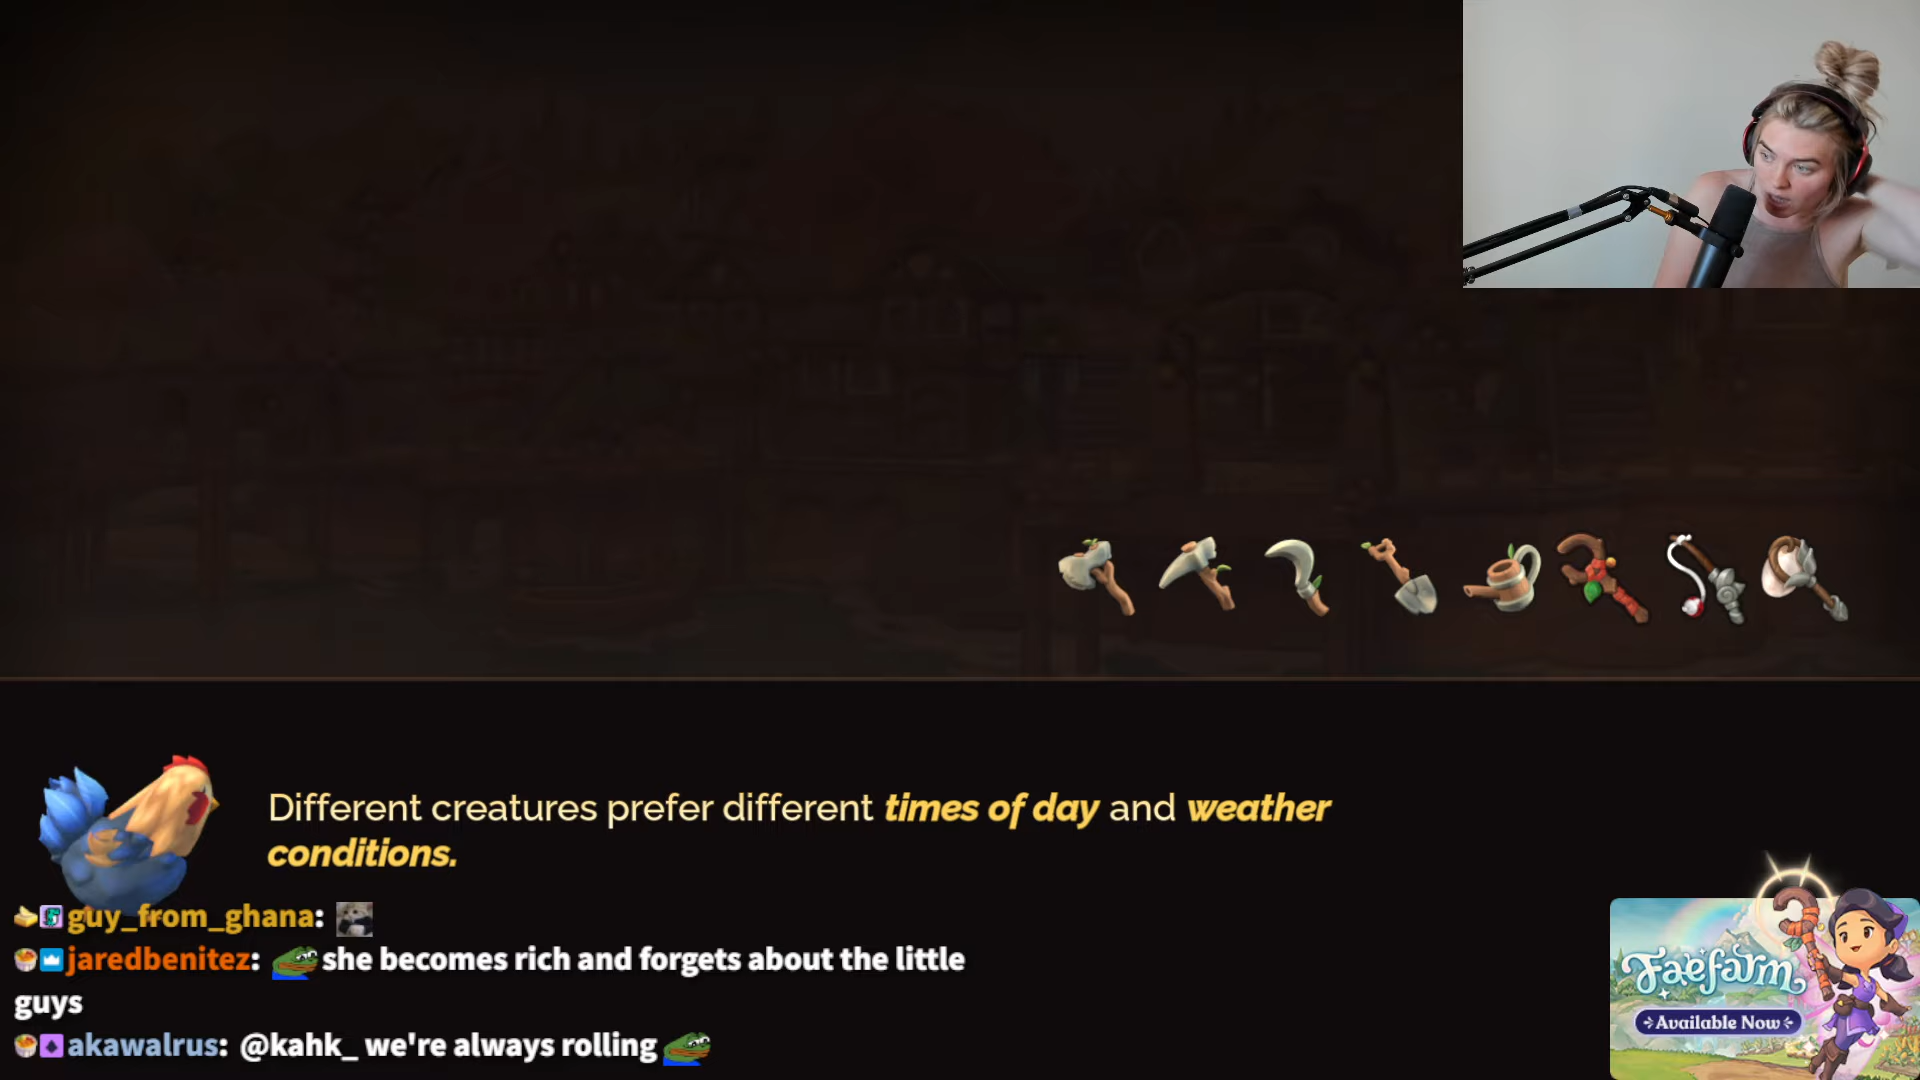 Different creatures prefer different times of day and weather
conditions.
guy_from_ghana:
jaredbenitez: she becomes rich and forgets about the little
guys
akawalrus: @kahk_ we're always rolling
Faefarm
Available Now